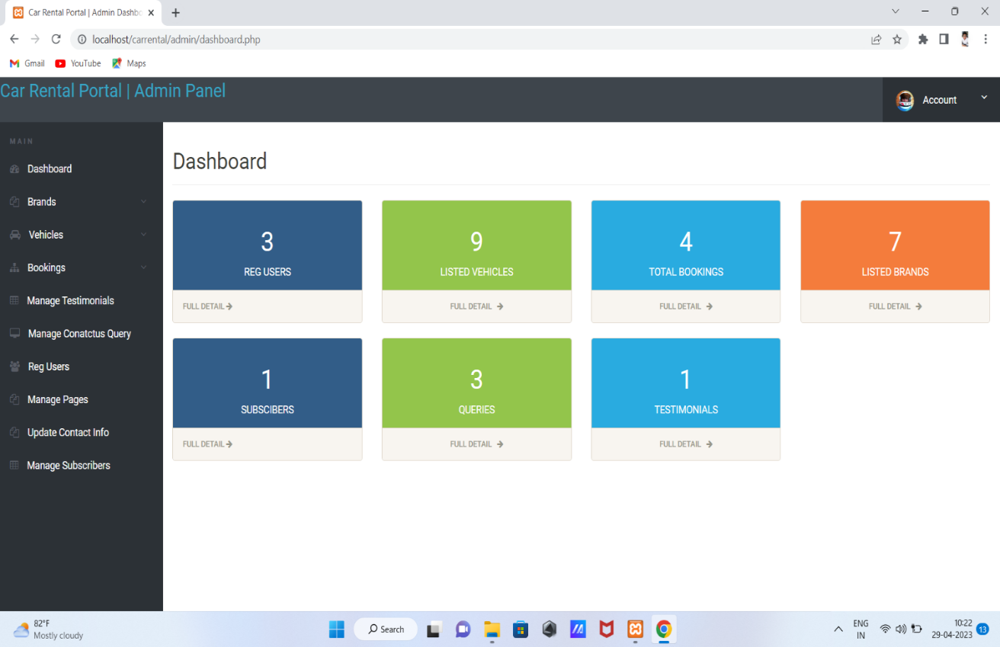 Car Rental Portal | Admin Dashbo
localhost/carrental/admin/dashboard.php
Gmail
YouTube
Maps
Car Rental Portal | Admin Panel
Account
MAIN
Dashboard
Brands
Vehicles
Bookings
Manage Testimonials
Manage Conatctus Query
Reg Users
Manage Pages
Update Contact Info
Manage Subscribers
Dashboard
3
REG USERS
FULL DETAIL
9
LISTED VEHICLES
FULL DETAIL
4
TOTAL BOOKINGS
FULL DETAIL
7
LISTED BRANDS
FULL DETAIL
1
SUBSCIBERS
FULL DETAIL
3
QUERIES
FULL DETAIL
1
TESTIMONIALS
FULL DETAIL
82°F
Mostly cloudy
Search
ENG
IN
10:22
29-04-2023
13